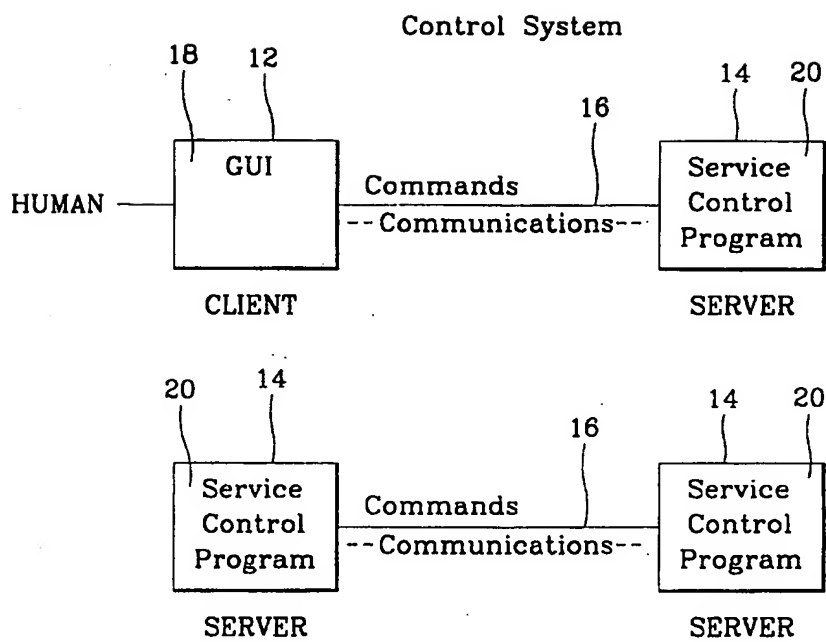 Control System
18 12 16 14 20
HUMAN
GUI
Commands
--Communications--
Service
Control
Program
CLIENT
SERVER
20 14 16 14 20
Service
Control
Program
Commands
--Communications--
Service
Control
Program
SERVER
SERVER